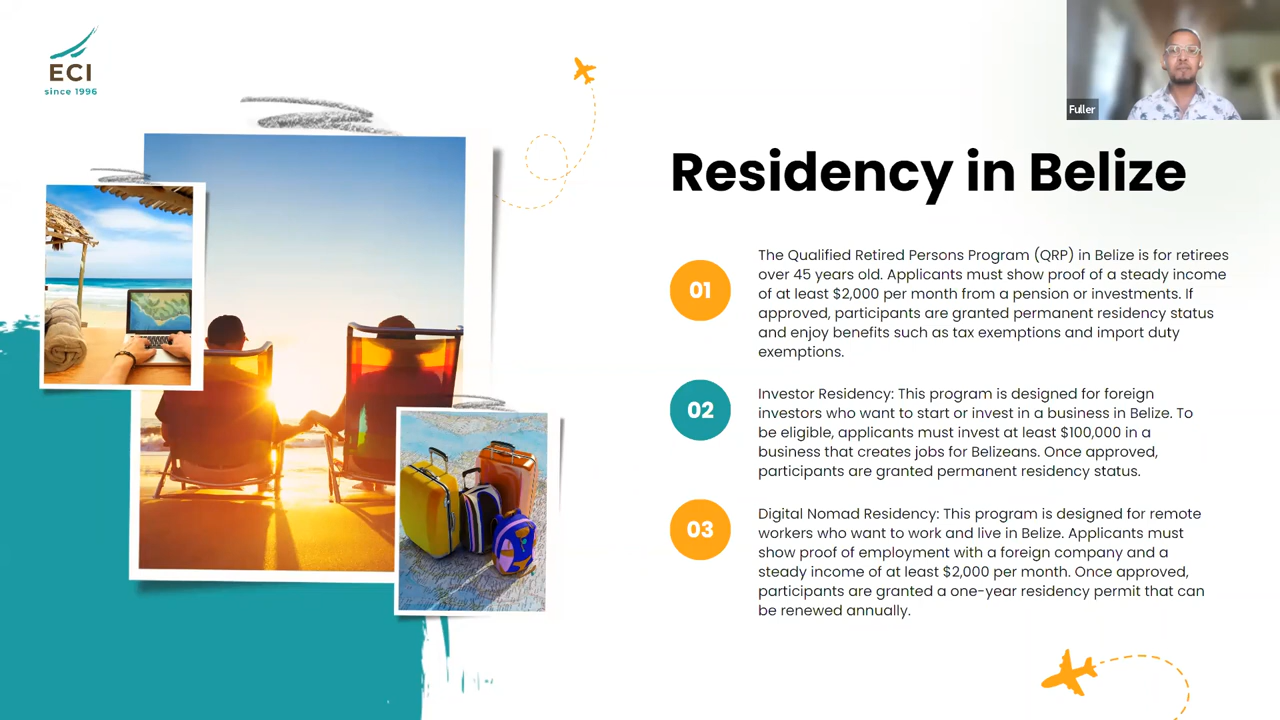 ECI
since 1996
Fuller
Residency in Belize
01
The Qualified Retired Persons Program (QRP) in Belize is for retirees
over 45 years old. Applicants must show proof of a steady income
of at least $2,000 per month from a pension or investments. If
approved, participants are granted permanent residency status
and enjoy benefits such as tax exemptions and import duty
exemptions.
02
Investor Residency: This program is designed for foreign
investors who want to start or invest in a business in Belize. To
be eligible, applicants must invest at least $100,000 in a
business that creates jobs for Belizeans. Once approved,
participants are granted permanent residency status.
03
Digital Nomad Residency: This program is designed for remote
workers who want to work and live in Belize. Applicants must
show proof of employment with a foreign company and a
steady income of at least $2,000 per month. Once approved,
participants are granted a one-year residency permit that can
be renewed annually.